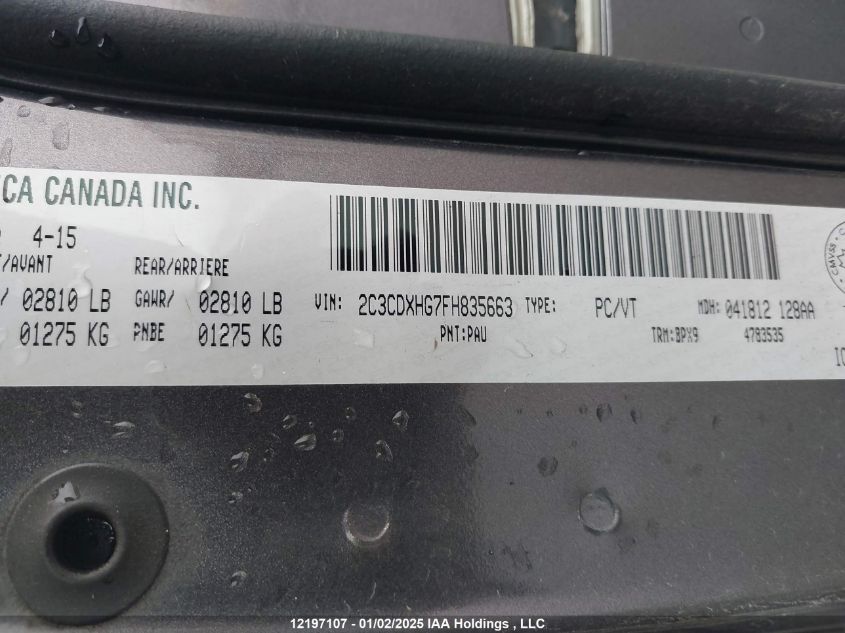 CA CANADA INC.
4-15
/AVANT REAR/ARRIERE
02810 LB GAWR/ 02810 LB VIN: 2C3CDXHG7FH835663 TYPE: PC/VT MDH: 041812 128AA
01275 KG PNBE 01275 KG PNT:PAU TRM:BPX9 4783535
CMVSS
12197107 - 01/02/2025 IAA Holdings , LLC